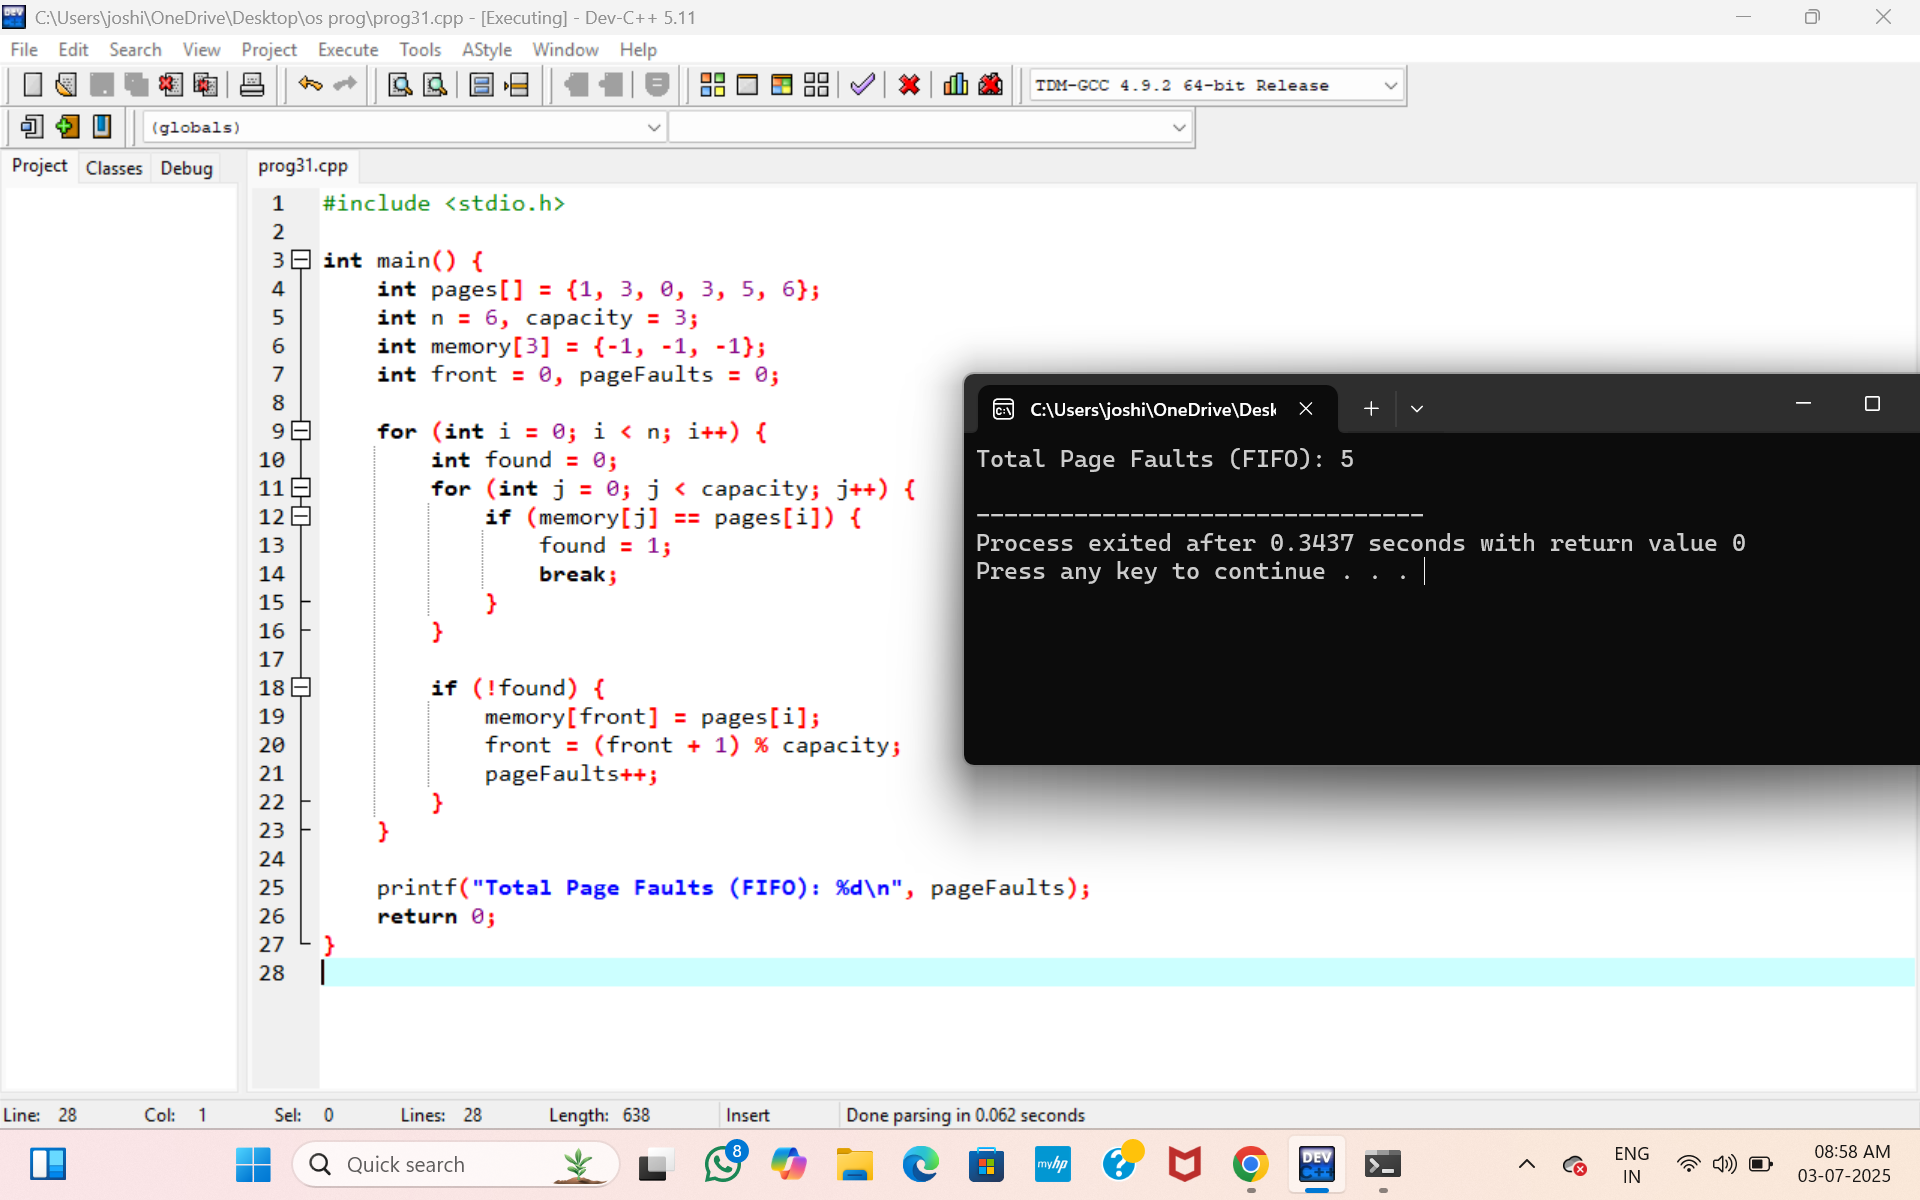 C:\Users\joshi\OneDrive\Desktop\os prog\prog31.cpp - [Executing] - Dev-C++ 5.11
File Edit Search View Project Execute Tools AStyle Window Help
TDM-GCC 4.9.2 64-bit Release
(globals)
Project Classes Debug prog31.cpp
1 #include <stdio.h>
2
3 int main() {
4     int pages[] = {1, 3, 0, 3, 5, 6};
5     int n = 6, capacity = 3;
6     int memory[3] = {-1, -1, -1};
7     int front = 0, pageFaults = 0;
8
9     for (int i = 0; i < n; i++) {
10         int found = 0;
11         for (int j = 0; j < capacity; j++) {
12             if (memory[j] == pages[i]) {
13                 found = 1;
14                 break;
15             }
16         }
17
18         if (!found) {
19             memory[front] = pages[i];
20             front = (front + 1) % capacity;
21             pageFaults++;
22         }
23     }
24
25     printf("Total Page Faults (FIFO): %d\n", pageFaults);
26     return 0;
27 }
28
C:\Users\joshi\OneDrive\Desk
Total Page Faults (FIFO): 5
--------------------------------
Process exited after 0.3437 seconds with return value 0
Press any key to continue . . .
Line: 28 Col: 1 Sel: 0 Lines: 28 Length: 638 Insert Done parsing in 0.062 seconds
Quick search
8
myhp
DEV C++
ENG
IN
08:58 AM
03-07-2025